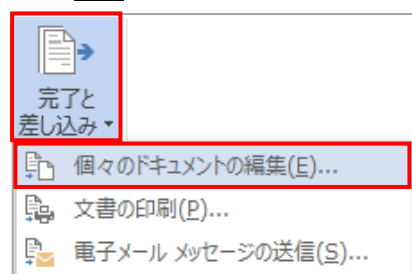 完了と
差し込み
個々のドキュメントの編集(E)...
文書の印刷(P)...
電子メール メッセージの送信(S)...